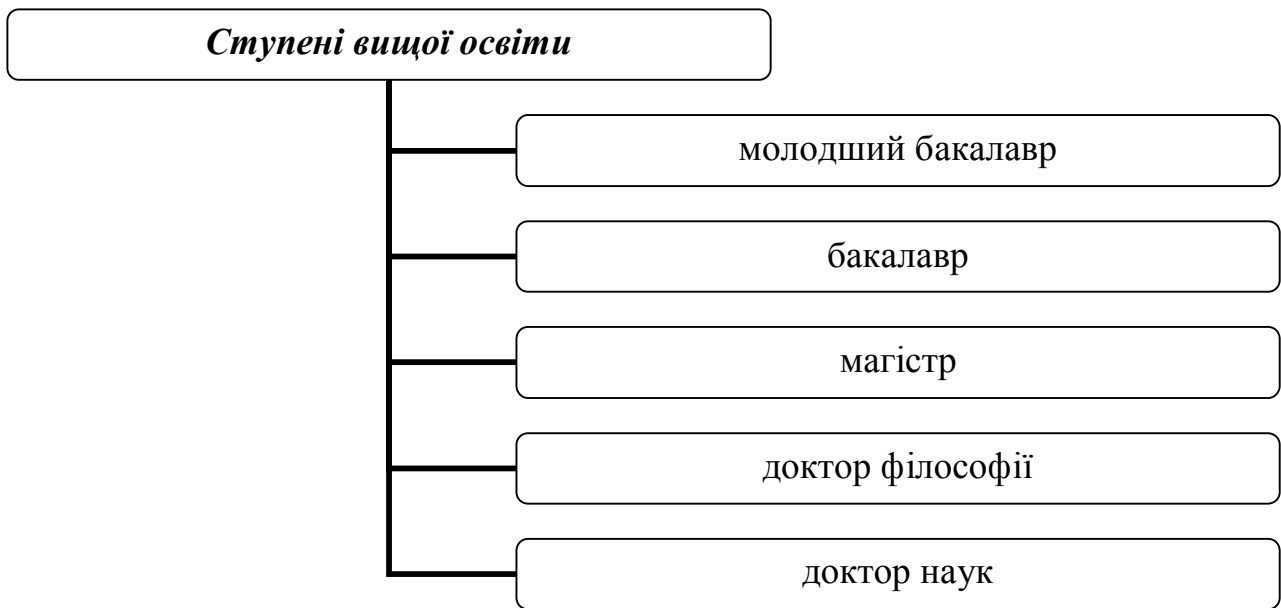 Ступені вищої освіти
молодший бакалавр
бакалавр
магістр
доктор філософії
доктор наук